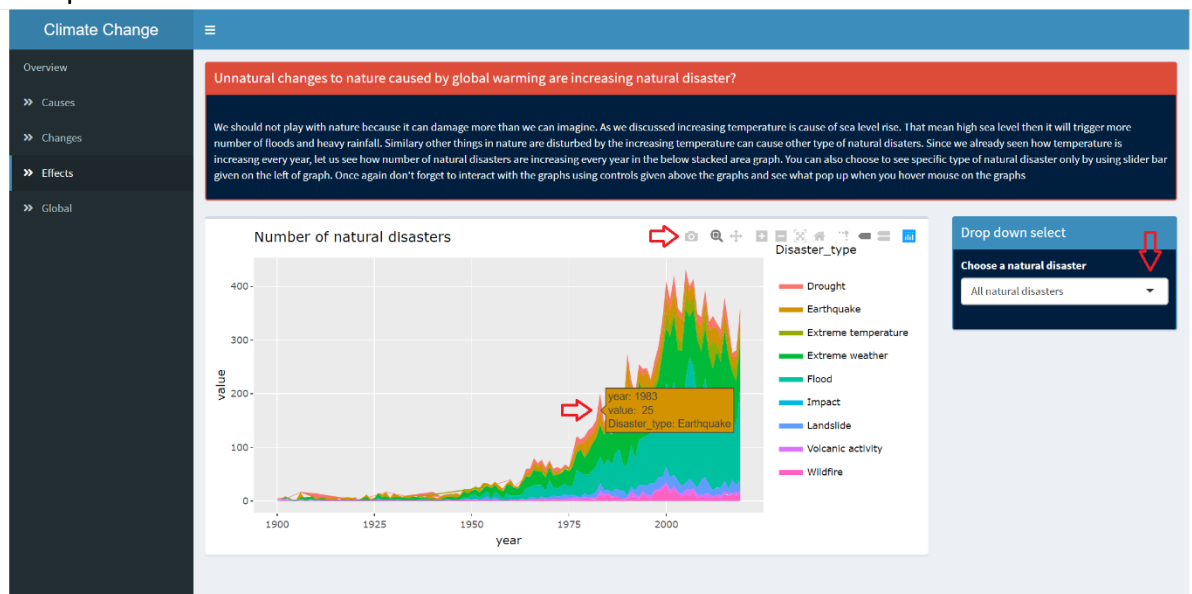 Climate Change
Overview
Causes
Changes
Effects
Global
Unnatural changes to nature caused by global warming are increasing natural disaster?
We should not play with nature because it can damage more than we can imagine. As we discussed increasing temperature is cause of sea level rise. That mean high sea level then it will trigger more
number of floods and heavy rainfall. Similary other things in nature are disturbed by the increasing temperature can cause other type of natural disaters. Since we already seen how temperature is
increasng every year, let us see how number of natural disasters are increasing every year in the below stacked area graph. You can also choose to see specific type of natural disaster only by using slider bar
given on the left of graph. Once again don't forget to interact with the graphs using controls given above the graphs and see what pop up when you hover mouse on the graphs
Number of natural disasters
Disaster_type
Drought
Earthquake
Extreme temperature
Extreme weather
Flood
Impact
Landslide
Volcanic activity
Wildfire
value
400
300
200
100
0
year: 1983
value: 25
Disaster_type: Earthquake
1900
1925
1950
1975
2000
year
Drop down select
Choose a natural disaster
All natural disasters